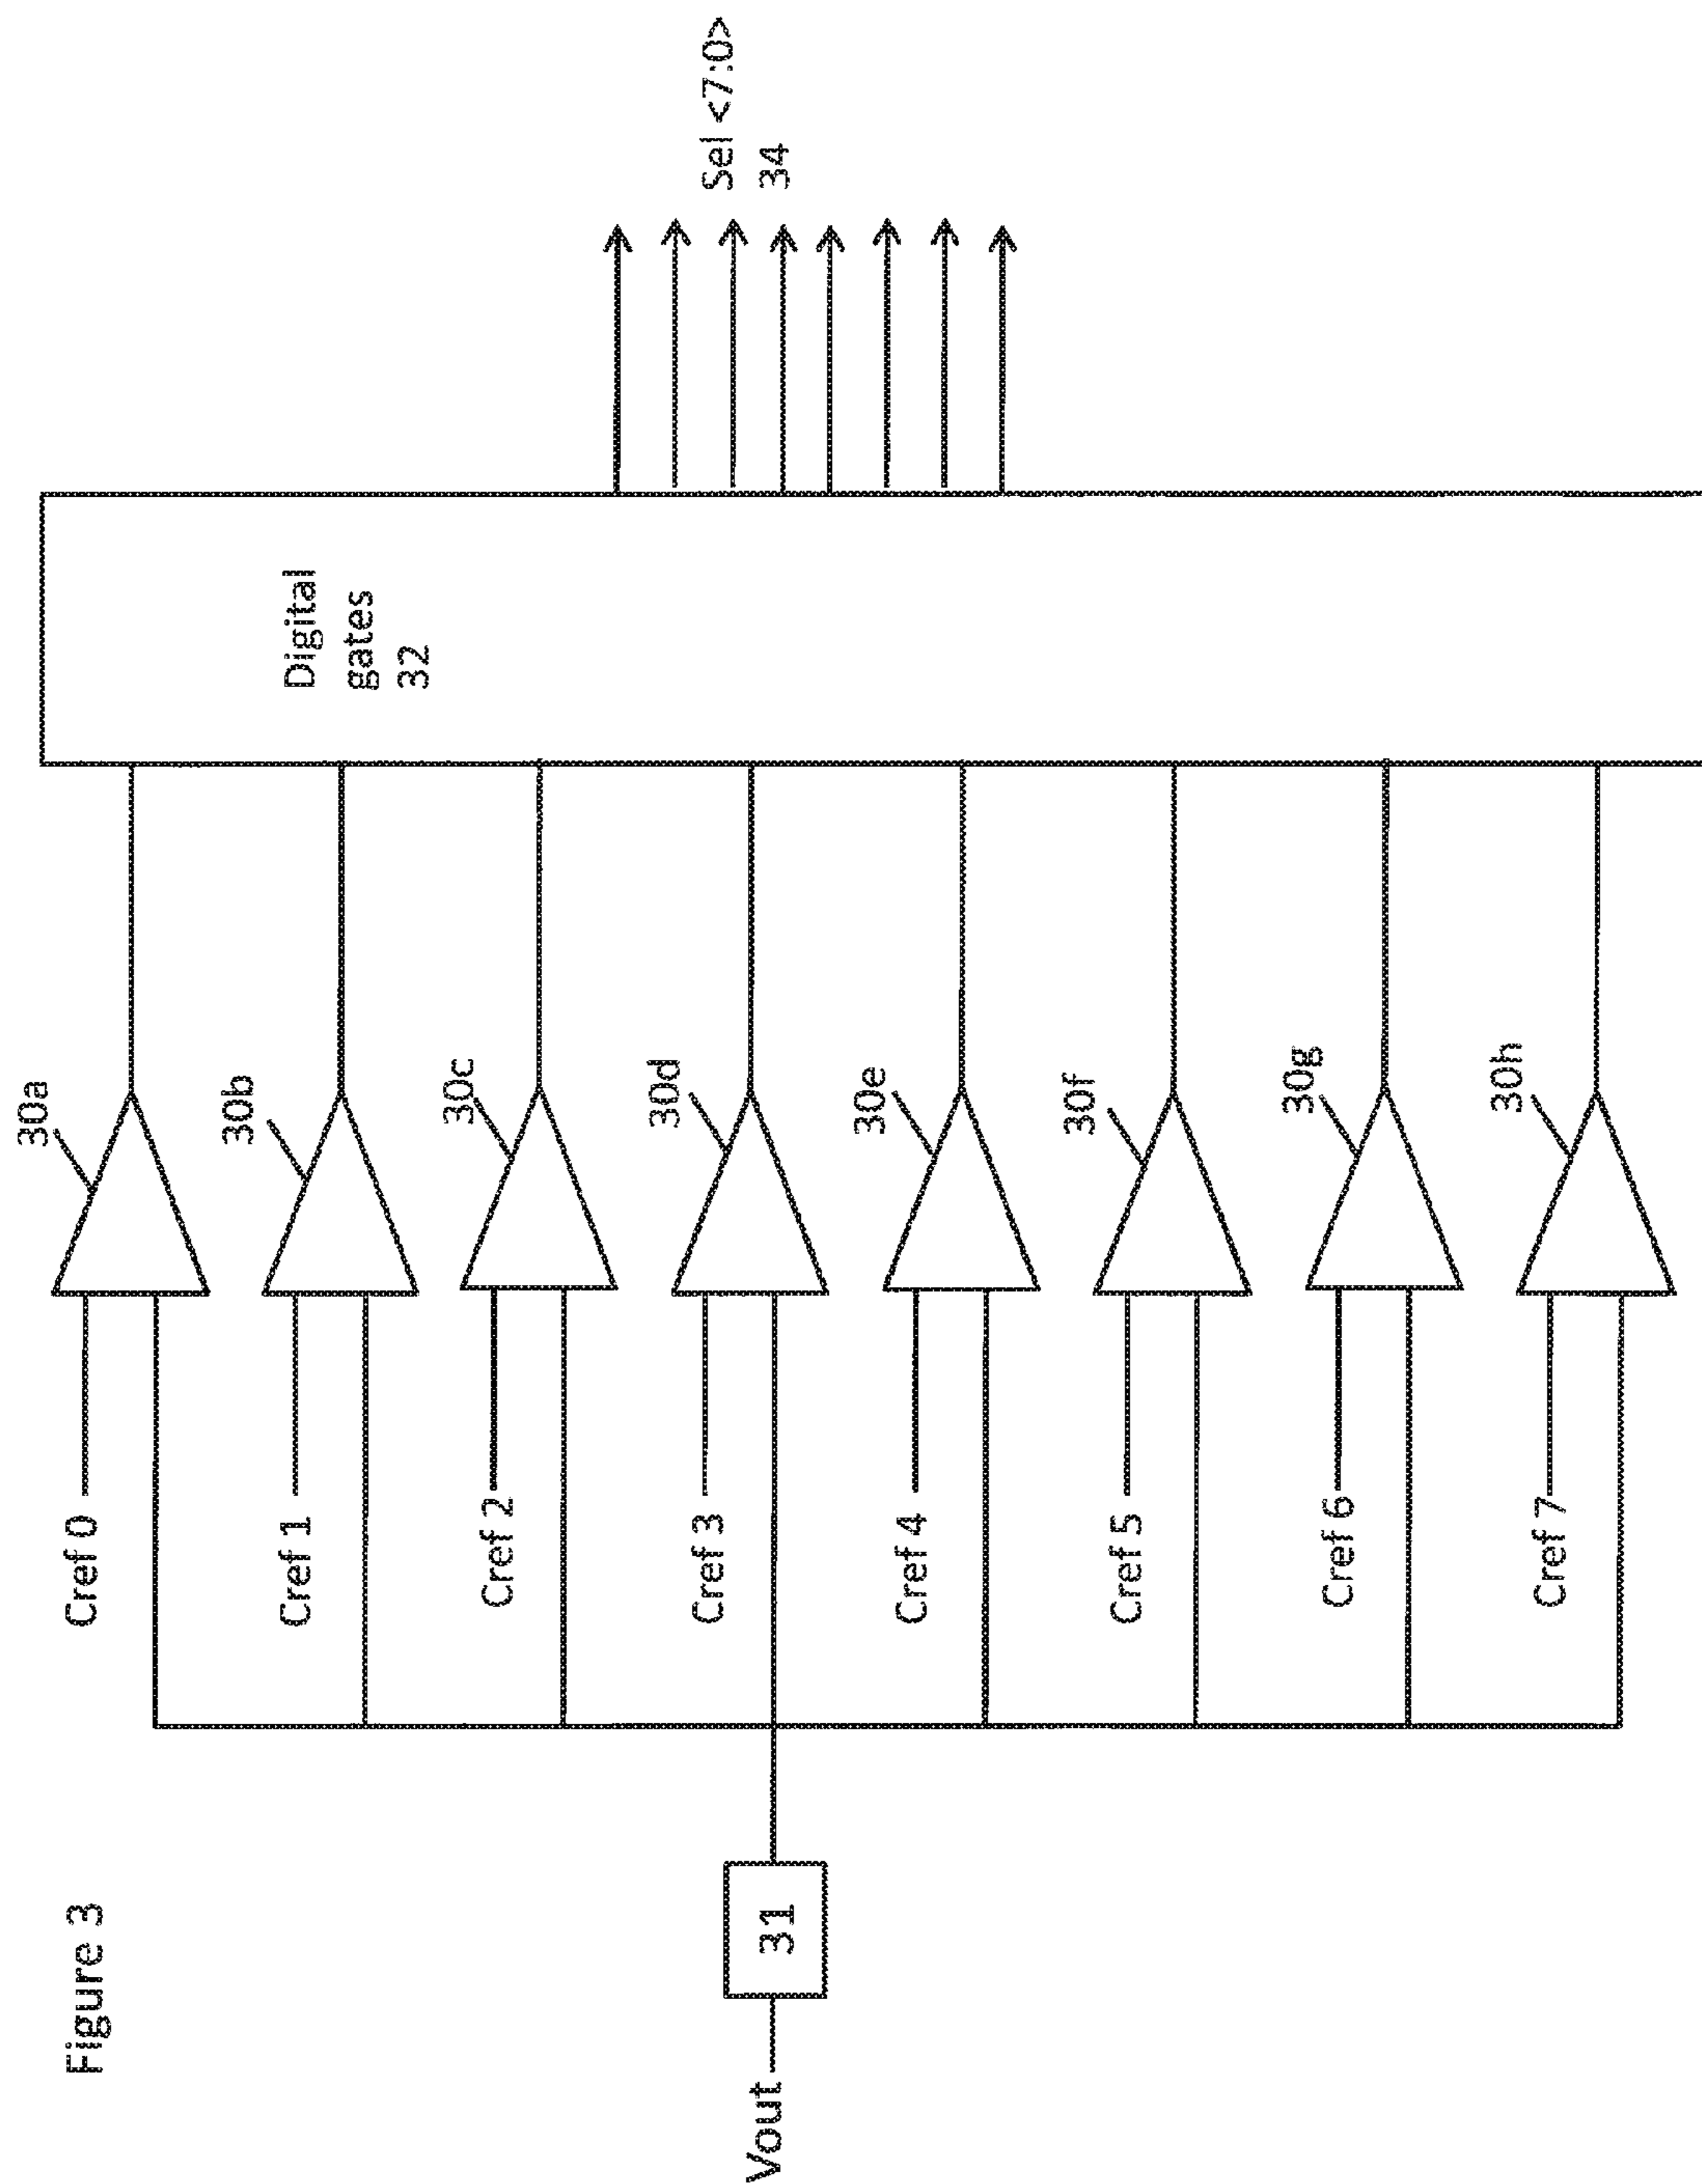 Figure 3
Vout
31
Cref 0
Cref 1
Cref 2
Cref 3
Cref 4
Cref 5
Cref 6
Cref 7
30a
30b
30c
30d
30e
30f
30g
30h
Digital
gates
32
Sel <7:0>
34